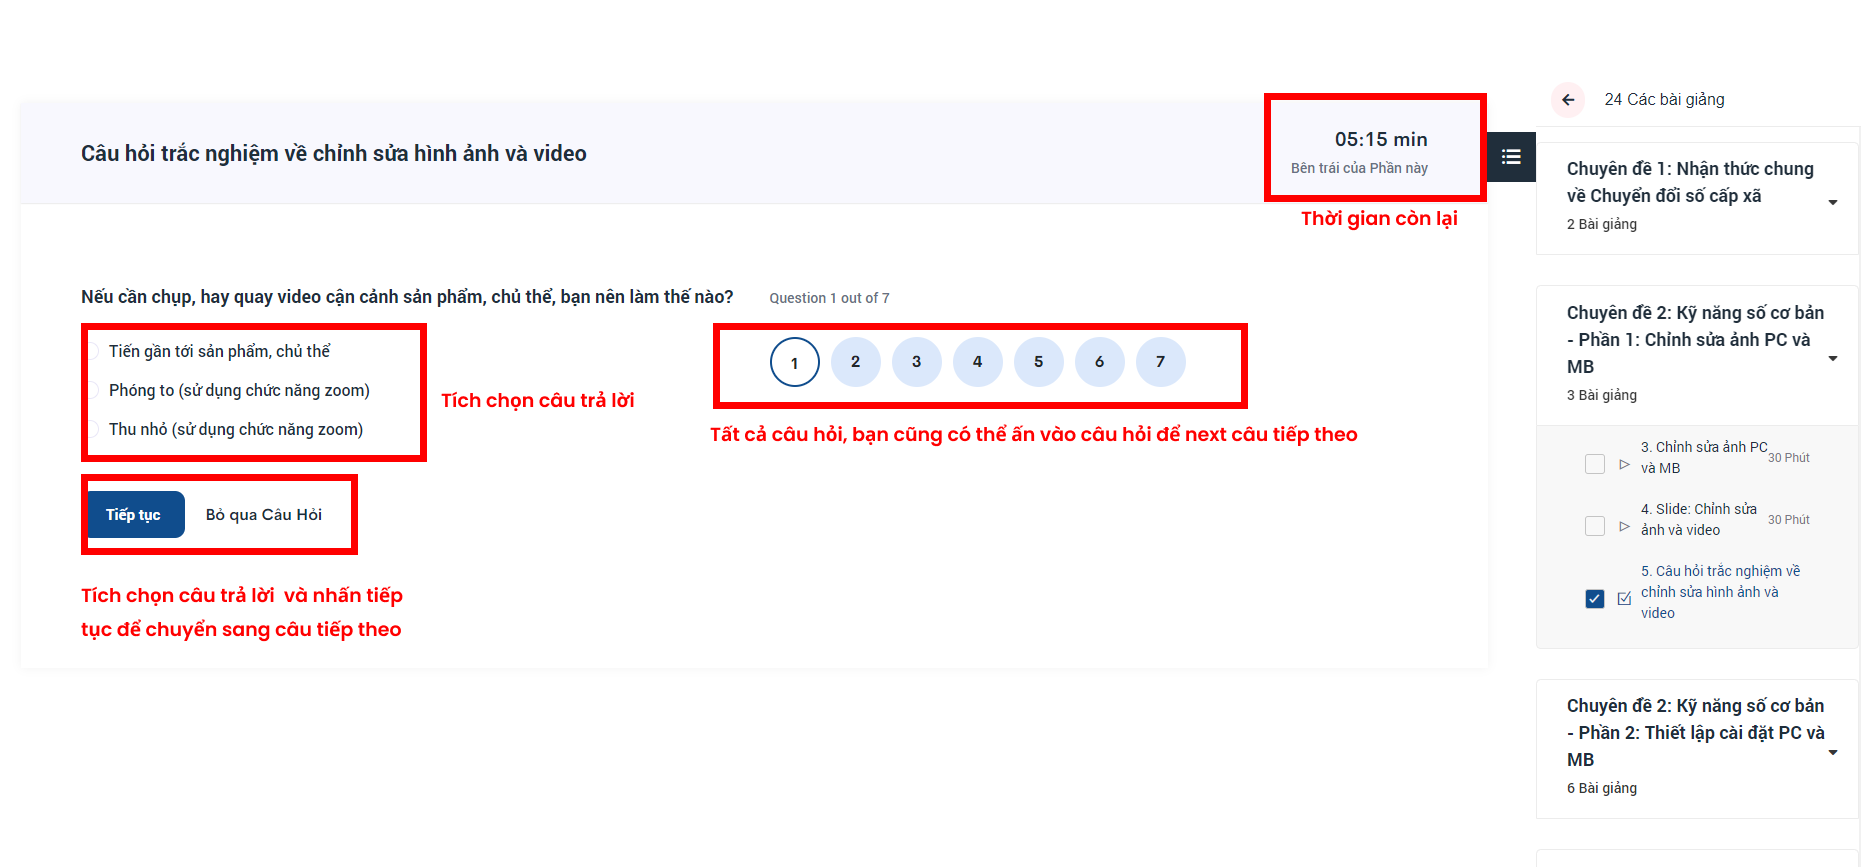 Câu hỏi trắc nghiệm về chỉnh sửa hình ảnh và video
05:15 min
Bên trái của Phần này
Thời gian còn lại
Nếu cần chụp, hay quay video cận cảnh sản phẩm, chủ thể, bạn nên làm thế nào?
Question 1 out of 7
Tiến gần tới sản phẩm, chủ thể
Phóng to (sử dụng chức năng zoom)
Thu nhỏ (sử dụng chức năng zoom)
Tích chọn câu trả lời
1 2 3 4 5 6 7
Tất cả câu hỏi, bạn cũng có thể ấn vào câu hỏi để next câu tiếp theo
Tiếp tục
Bỏ qua Câu Hỏi
Tích chọn câu trả lời và nhấn tiếp
tục để chuyển sang câu tiếp theo
24 Các bài giảng
Chuyên đề 1: Nhận thức chung
về Chuyển đổi số cấp xã
2 Bài giảng
Chuyên đề 2: Kỹ năng số cơ bản
- Phần 1: Chỉnh sửa ảnh PC và
MB
3 Bài giảng
3. Chỉnh sửa ảnh PC
và MB
30 Phút
4. Slide: Chỉnh sửa
ảnh và video
30 Phút
5. Câu hỏi trắc nghiệm về
chỉnh sửa hình ảnh và
video
Chuyên đề 2: Kỹ năng số cơ bản
- Phần 2: Thiết lập cài đặt PC và
MB
6 Bài giảng